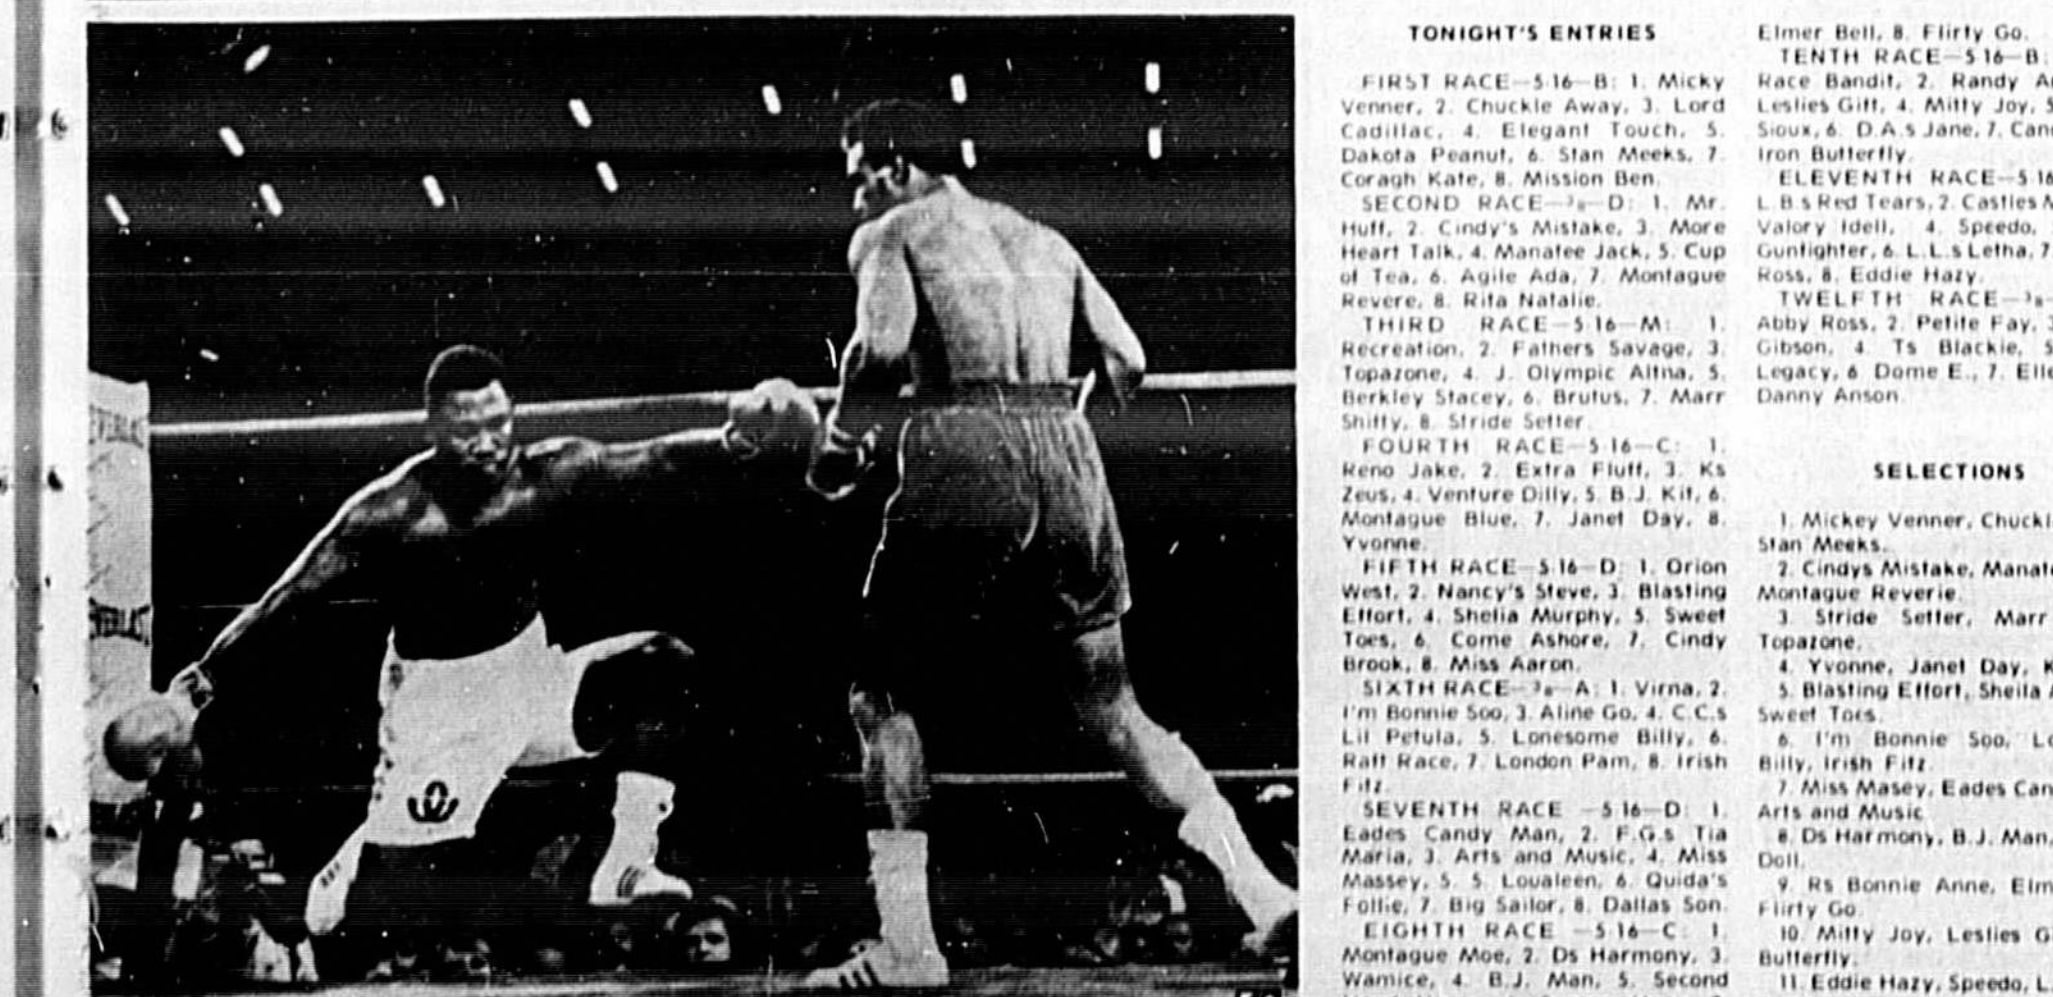 EVERLAST
EVERLAST
TONIGHT'S ENTRIES
FIRST RACE—5-16—B: 1. Micky
Venner, 2. Chuckle Away, 3. Lord
Cadillac, 4. Elegant Touch, 5.
Dakota Peanut, 6. Stan Meeks, 7.
Coragh Kate, 8. Mission Ben.
SECOND RACE—3/8—D: 1. Mr.
Huff, 2. Cindy's Mistake, 3. More
Heart Talk, 4. Manatee Jack, 5. Cup
of Tea, 6. Agile Ada, 7. Montague
Revere, 8. Rita Natalie.
THIRD RACE—5-16—M: 1.
Recreation, 2. Fathers Savage, 3.
Topazone, 4. J. Olympic Altna, 5.
Berkley Stacey, 6. Brutus, 7. Marr
Shifty, 8. Stride Setter.
FOURTH RACE—5-16—C: 1.
Reno Jake, 2. Extra Fluff, 3. Ks
Zeus, 4. Venture Dilly, 5. B.J. Kit, 6.
Montague Blue, 7. Janet Day, 8.
Yvonne.
FIFTH RACE—5-16—D: 1. Orion
West, 2. Nancy's Steve, 3. Blasting
Effort, 4. Shelia Murphy, 5. Sweet
Toes, 6. Come Ashore, 7. Cindy
Brook, 8. Miss Aaron.
SIXTH RACE—3/8—A: 1. Virna, 2.
I'm Bonnie Soo, 3. Aline Go, 4. C.C.s
Lil Petula, 5. Lonesome Billy, 6.
Raft Race, 7. London Pam, 8. Irish
Fitz.
SEVENTH RACE —5-16—D: 1.
Eades Candy Man, 2. F.G.s Tia
Maria, 3. Arts and Music, 4. Miss
Massey, 5. 5. Loualeen, 6. Quida's
Follie, 7. Big Sailor, 8. Dallas Son.
EIGHTH RACE —5-16—C: 1.
Montague Moe, 2. Ds Harmony, 3.
Wamice, 4. B.J. Man, 5. Second
Elmer Bell, 8. Flirty Go.
TENTH RACE—5-16—B:
Race Bandit, 2. Randy
Leslies Gift, 4. Mitty Joy, 5
Sioux, 6. D.A.s Jane, 7.
Iron Butterfly.
ELEVENTH RACE—5-16
L.B.s Red Tears, 2. Castles
Valory Idell, 4. Speedo,
Gunfighter, 6. L.L.s Letha, 7.
Ross, 8. Eddie Hazy.
TWELFTH RACE—3/8—
Abby Ross, 2. Petite Fay, 3
Gibson, 4. Ts Blackie, 5
Legacy, 6 Dome E., 7.
Danny Anson.
SELECTIONS
1. Mickey Venner,
Stan Meeks.
2. Cindys Mistake,
Montague Reverie.
3. Stride Setter, Marr
Topazone.
4. Yvonne, Janet Day, K
5. Blasting Effort, Sheila
Sweet Toes.
6. I'm Bonnie Soo,
Billy, Irish Fitz.
7. Miss Masey, Eades
Arts and Music
8. Ds Harmony, B.J. Man,
Doll.
9. Rs Bonnie Anne,
Flirty Go.
10. Mitty Joy, Leslies
Butterfly.
11. Eddie Hazy, Speedo, L.